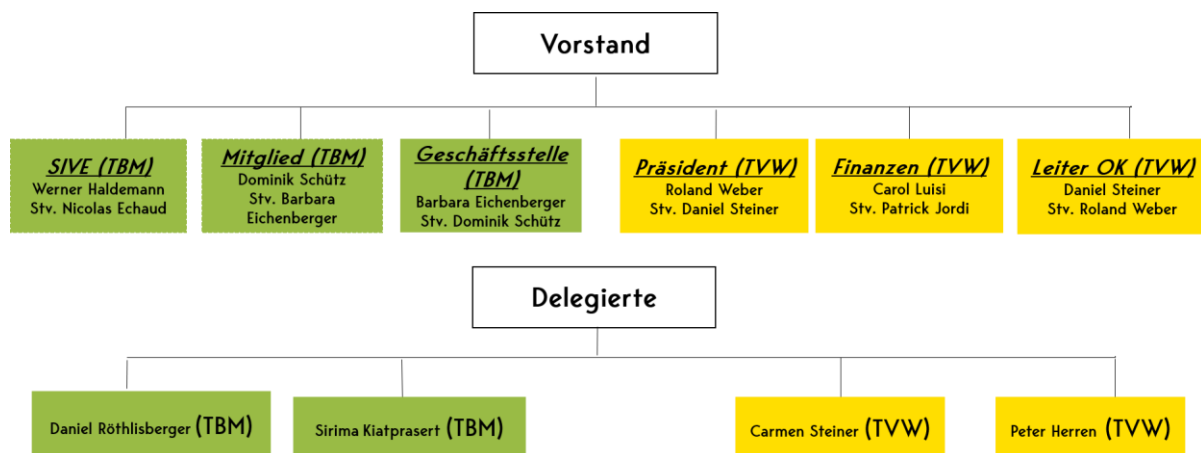 Vorstand
SIVE (TBM)
Werner Haldemann
Stv. Nicolas Echaud
Mitglied (TBM)
Dominik Schütz
Stv. Barbara
Eichenberger
Geschäftsstelle
(TBM)
Barbara Eichenberger
Stv. Dominik Schütz
Präsident (TVW)
Roland Weber
Stv. Daniel Steiner
Finanzen (TVW)
Carol Luisi
Stv. Patrick Jordi
Leiter OK (TVW)
Daniel Steiner
Stv. Roland Weber
Delegierte
Daniel Röthlisberger (TBM)
Sirima Kiatprasert (TBM)
Carmen Steiner (TVW)
Peter Herren (TVW)